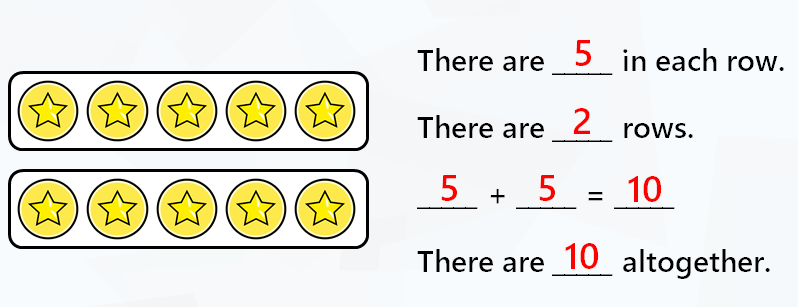 There are 5 in each row.
There are 2 rows.
5 + 5 = 10
There are 10 altogether.